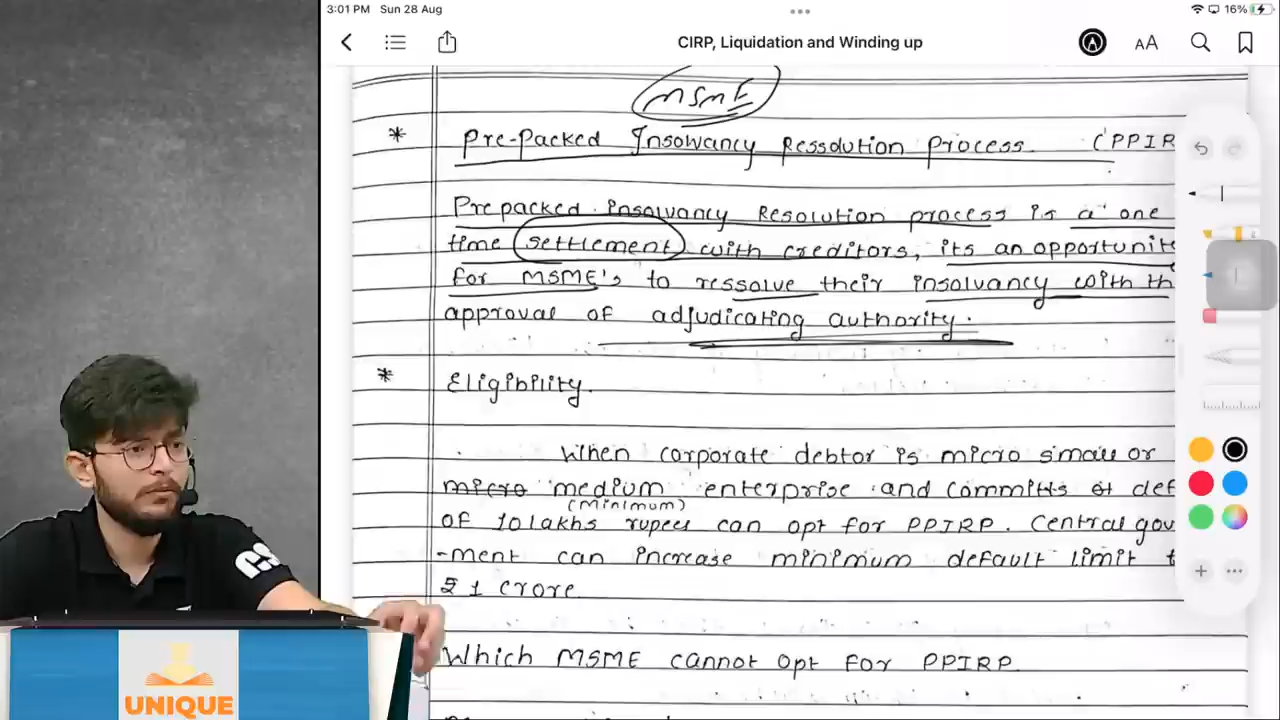 3:01 PM Sun 28 Aug
16%
CIRP, Liquidation and Winding up
AA
MSME
* Pre-Packed Insolvancy Ressolution Process. (PPIR
Prepacked insolvancy Resolution process is a one
time settlement with creditors, its an opportunit
for MSME's to ressolve their insolvancy with th
approval of adjudicating authority.
* Eligibility.
When corporate debtor is micro small or
micro medium enterprise and committs def
(minimum)
of 10 lakhs rupees can opt for PPIRP. Central gov
-ment can increase minimum default limit t
₹ 1 crore
Which MSME cannot opt for PPIRP
UNIQUE